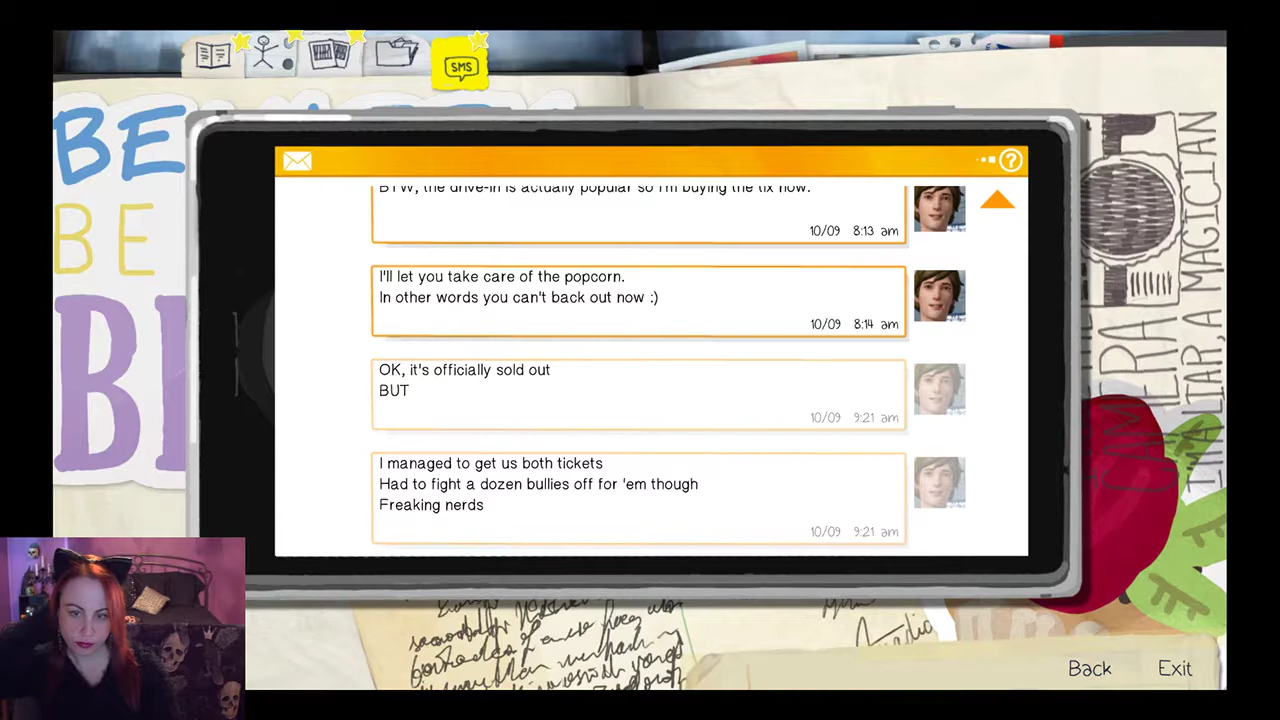 SMS
BE
BE
BTW, the drive-in is actually popular so I'm buying the tix now.
10/09 8:13 am
I'll let you take care of the popcorn.
In other words you can't back out now :)
10/09 8:14 am
OK, it's officially sold out
BUT
10/09 9:21 am
I managed to get us both tickets
Had to fight a dozen bullies off for 'em though
Freaking nerds
10/09 9:21 am
A MAGICIAN
Back
Exit